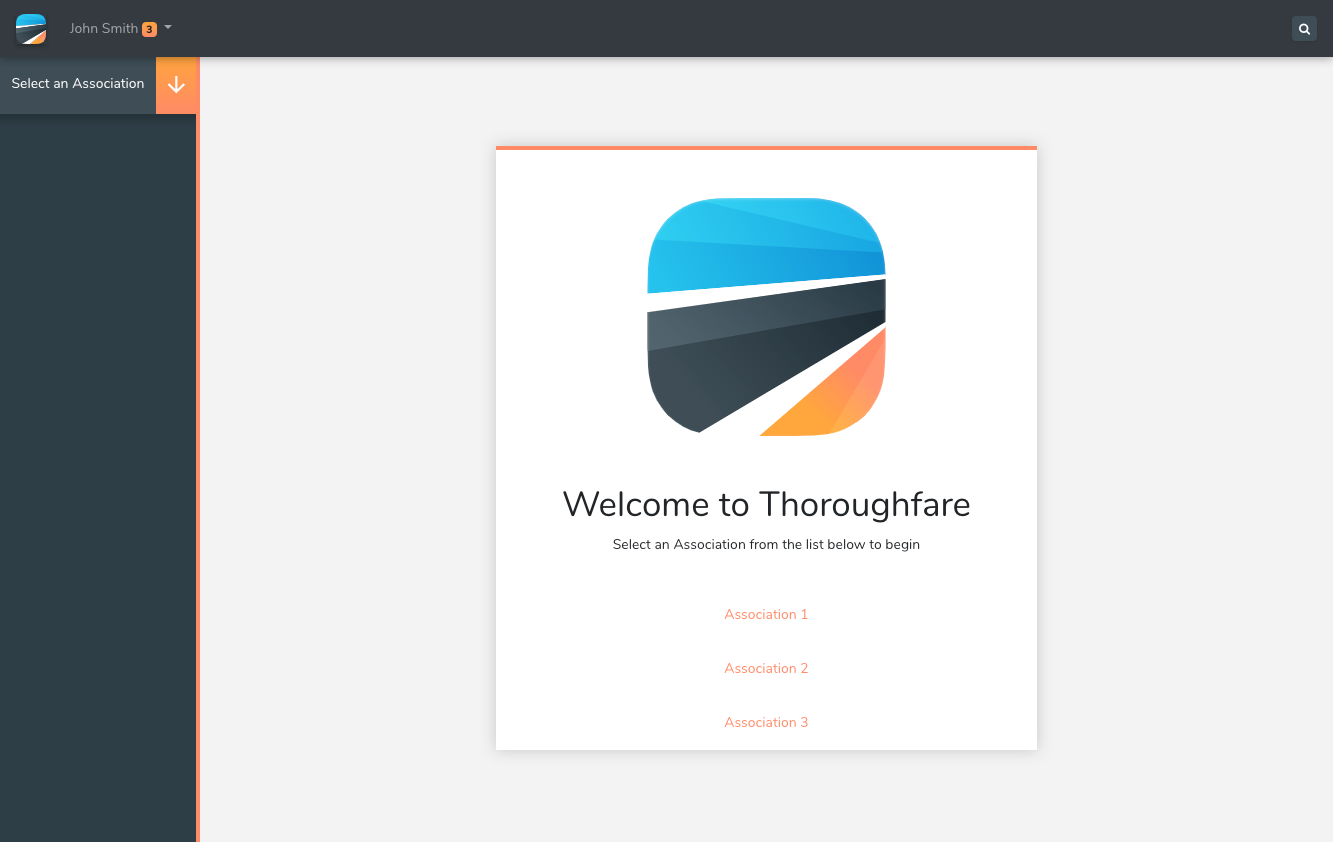 John Smith 3
Select an Association
Welcome to Thoroughfare
Select an Association from the list below to begin
Association 1
Association 2
Association 3